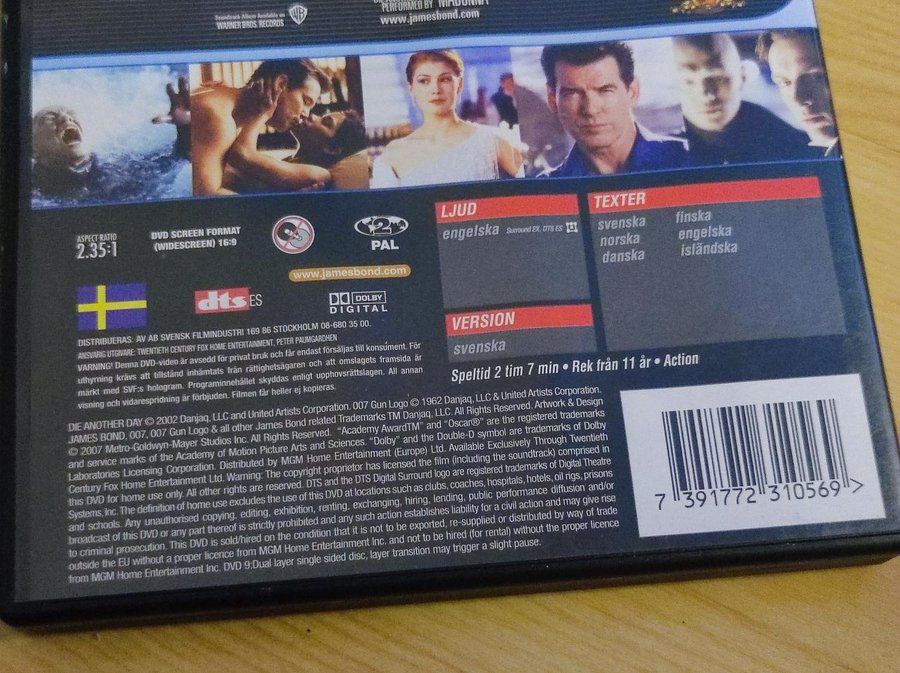 Soundtrack Album Available on
WARNER BROS. RECORDS
PERFORMED BY MADONNA
www.jamesbond.com
ASPECT RATIO
2.35:1
DVD SCREEN FORMAT
(WIDESCREEN) 16:9
2
PAL
www.jamesbond.com
dts ES
DOLBY
DIGITAL
LJUD
engelska Surround EX, DTS ES
VERSION
svenska
TEXTER
svenska finska
norska engelska
danska isländska
Speltid 2 tim 7 min • Rek från 11 år • Action
DISTRIBUERAS: AV AB SVENSK FILMINDUSTRI 169 86 STOCKHOLM 08-680 35 00.
ANSVARIG UTGIVARE: TWENTIETH CENTURY FOX HOME ENTERTAINMENT, PETER PAUMGARDHEN
VARNING! Denna DVD-video är avsedd för privat bruk och får endast försäljas till konsument. För
uthyrning krävs att tillstånd inhämtats från rättighetsägaren och att omslagets framsida är
märkt med SVF:s hologram. Programinnehållet skyddas enligt upphovsrättslagen. All annan
visning och vidarespridning är förbjuden. Filmen får heller ej kopieras.
DIE ANOTHER DAY © 2002 Danjaq, LLC and United Artists Corporation. 007 Gun Logo © 1962 Danjaq, LLC & United Artists Corporation.
JAMES BOND, 007, 007 Gun Logo & all other James Bond related Trademarks TM Danjaq, LLC. All Rights Reserved. Artwork & Design
© 2007 Metro-Goldwyn-Mayer Studios Inc. All Rights Reserved. "Academy AwardTM" and "Oscar®" are the registered trademarks
and service marks of the Academy of Motion Picture Arts and Sciences. "Dolby" and the Double-D symbol are trademarks of Dolby
Laboratories Licensing Corporation. Distributed by MGM Home Entertainment (Europe) Ltd. Available Exclusively Through Twentieth
Century Fox Home Entertainment Ltd. Warning: The copyright proprietor has licensed the film (including the soundtrack) comprised in
this DVD for home use only. All other rights are reserved. DTS and the DTS Digital Surround logo are registered trademarks of Digital Theatre
Systems, Inc. The definition of home use excludes the use of this DVD at locations such as clubs, coaches, hospitals, hotels, oil rigs, prisons
and schools. Any unauthorised copying, editing, exhibition, renting, exchanging, hiring, lending, public performance diffusion and/or
broadcast of this DVD or any part thereof is strictly prohibited and any such action establishes liability for a civil action and may give rise
to criminal prosecution. This DVD is sold/hired on the condition that it is not to be exported, re-supplied or distributed by way of trade
outside the EU without a proper licence from MGM Home Entertainment Inc. and not to be hired (for rental) without the proper licence
from MGM Home Entertainment Inc. DVD 9:Dual layer single sided disc, layer transition may trigger a slight pause.
7 391772 310569 >